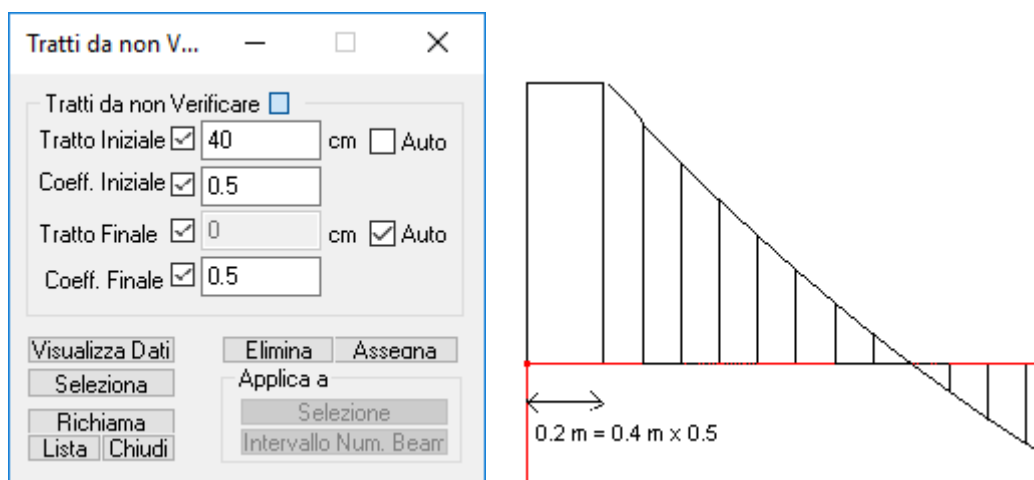 Tratti da non V...
Tratti da non Verificare
Tratto Iniziale 40 cm Auto
Coeff. Iniziale 0.5
Tratto Finale 0 cm Auto
Coeff. Finale 0.5
Visualizza Dati Elimina Assegna
Seleziona Applica a
Selezione
Richiama
Lista Chiudi Intervallo Num. Beam
0.2 m = 0.4 m x 0.5